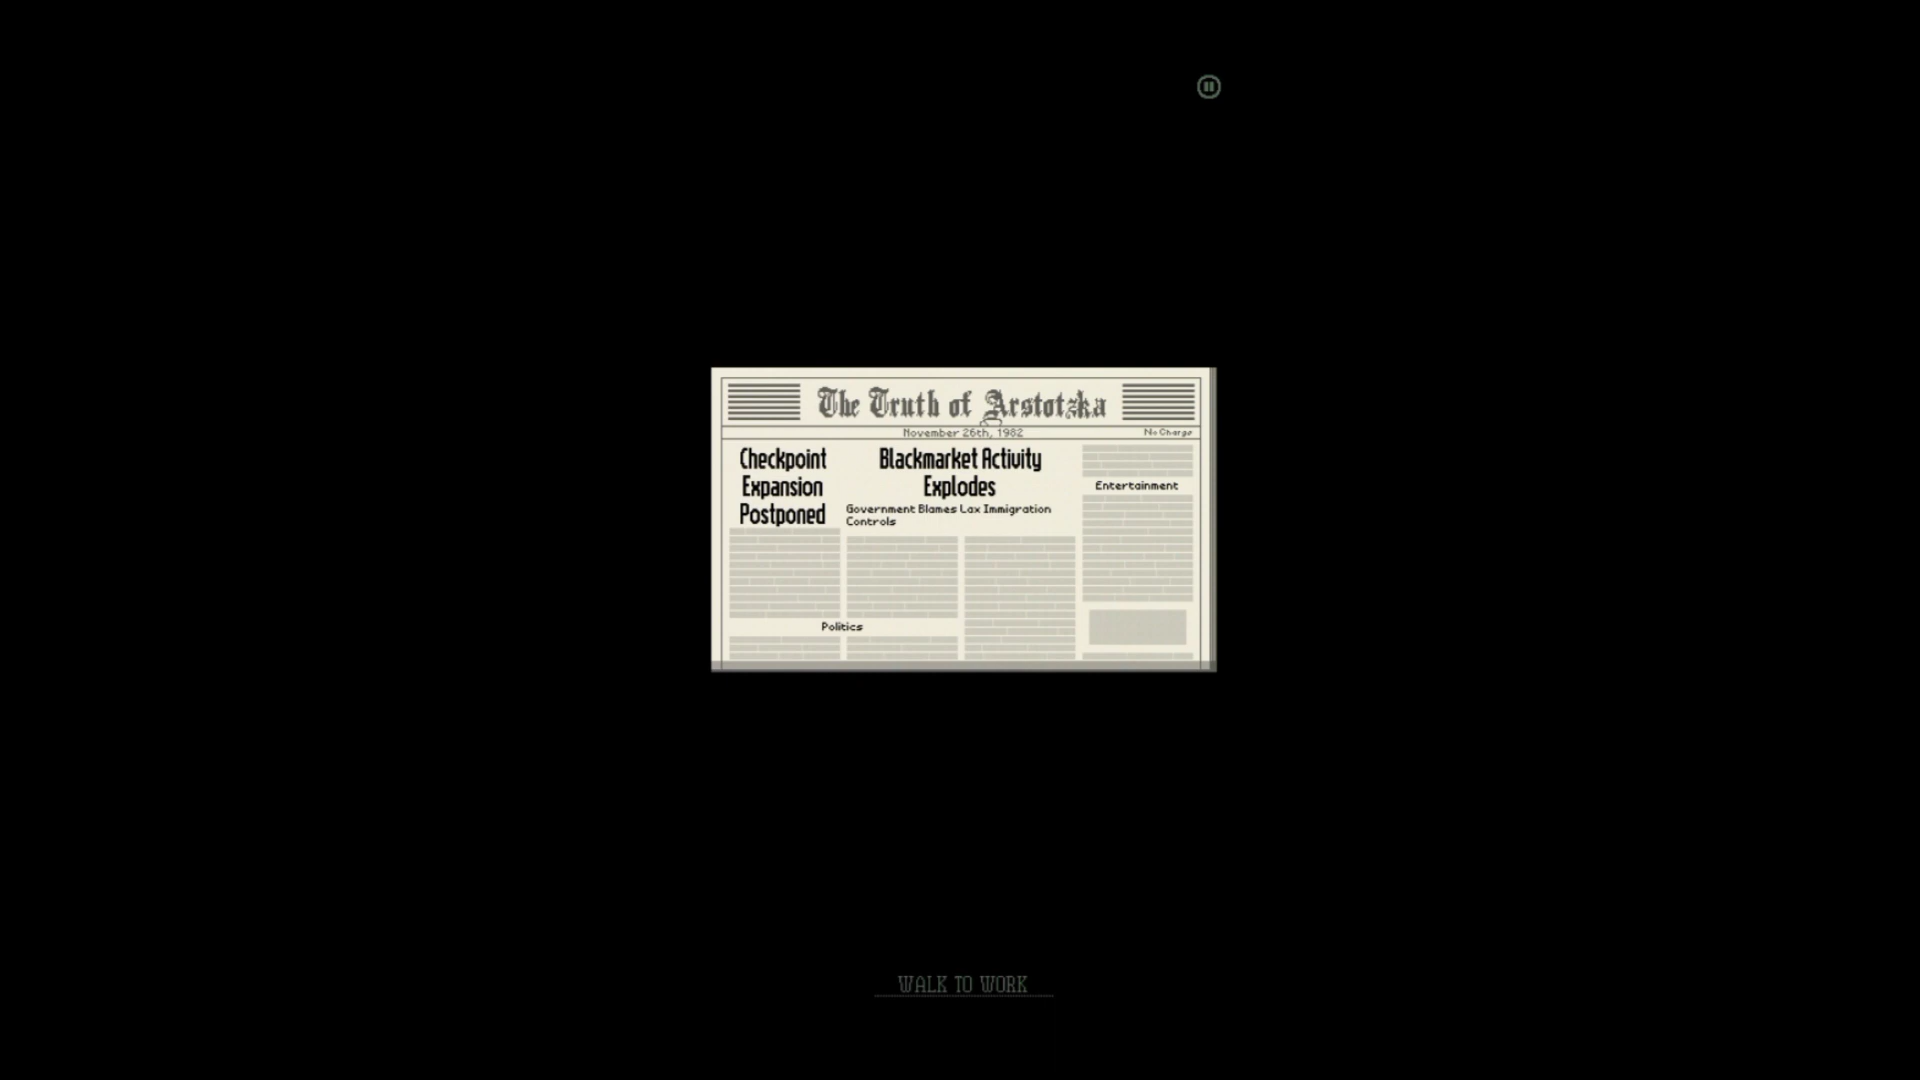 The Truth of Arstotzka
November 26th, 1982
No Charge
Checkpoint
Expansion
Postponed
Blackmarket Activity
Explodes
Government Blames Lax Immigration
Controls
Entertainment
Politics
WALK TO WORK